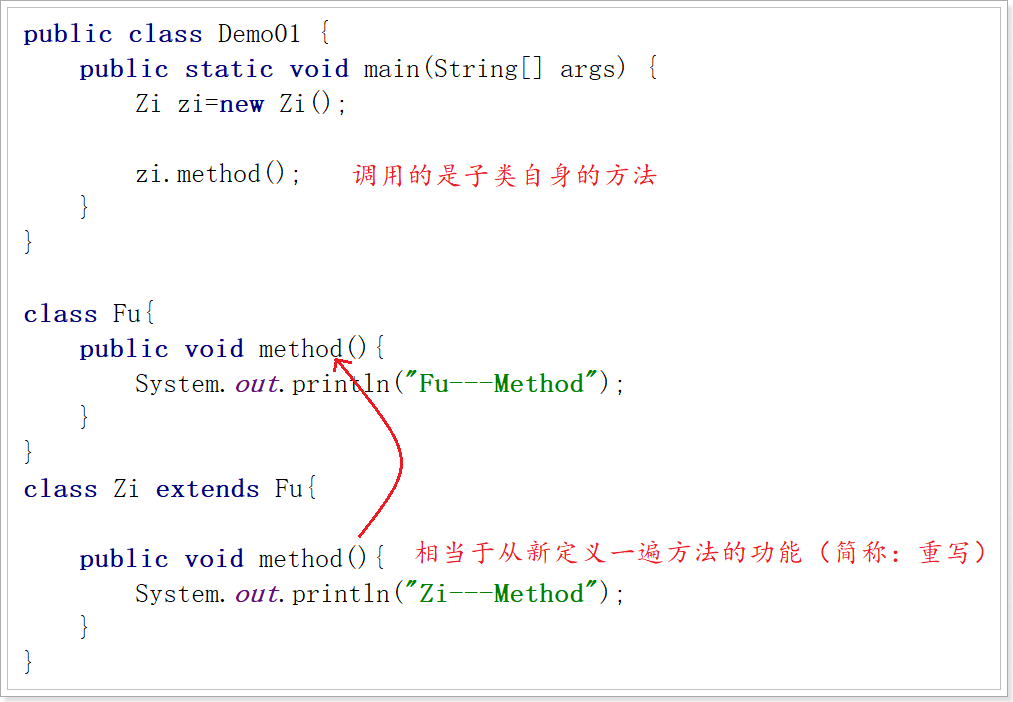 public class Demo01 {
public static void main(String[] args) {
Zi zi=new Zi();
zi.method(); 调用的是子类自身的方法
}
}
class Fu{
public void method(){
System.out.println("Fu---Method");
}
}
class Zi extends Fu{
public void method(){ 相当于从新定义一遍方法的功能（简称：重写）
System.out.println("Zi---Method");
}
}